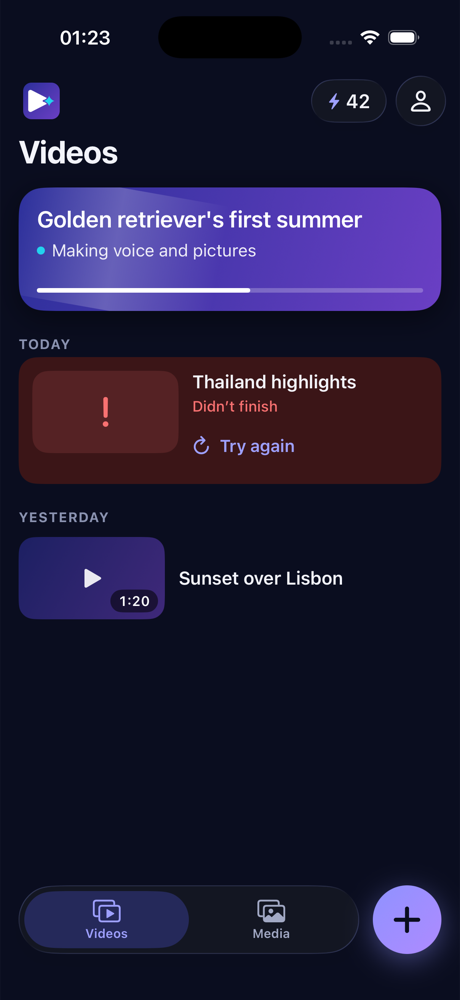 01:23
42
Videos
Golden retriever's first summer
Making voice and pictures
TODAY
Thailand highlights
Didn’t finish
Try again
YESTERDAY
1:20
Sunset over Lisbon
Videos
Media